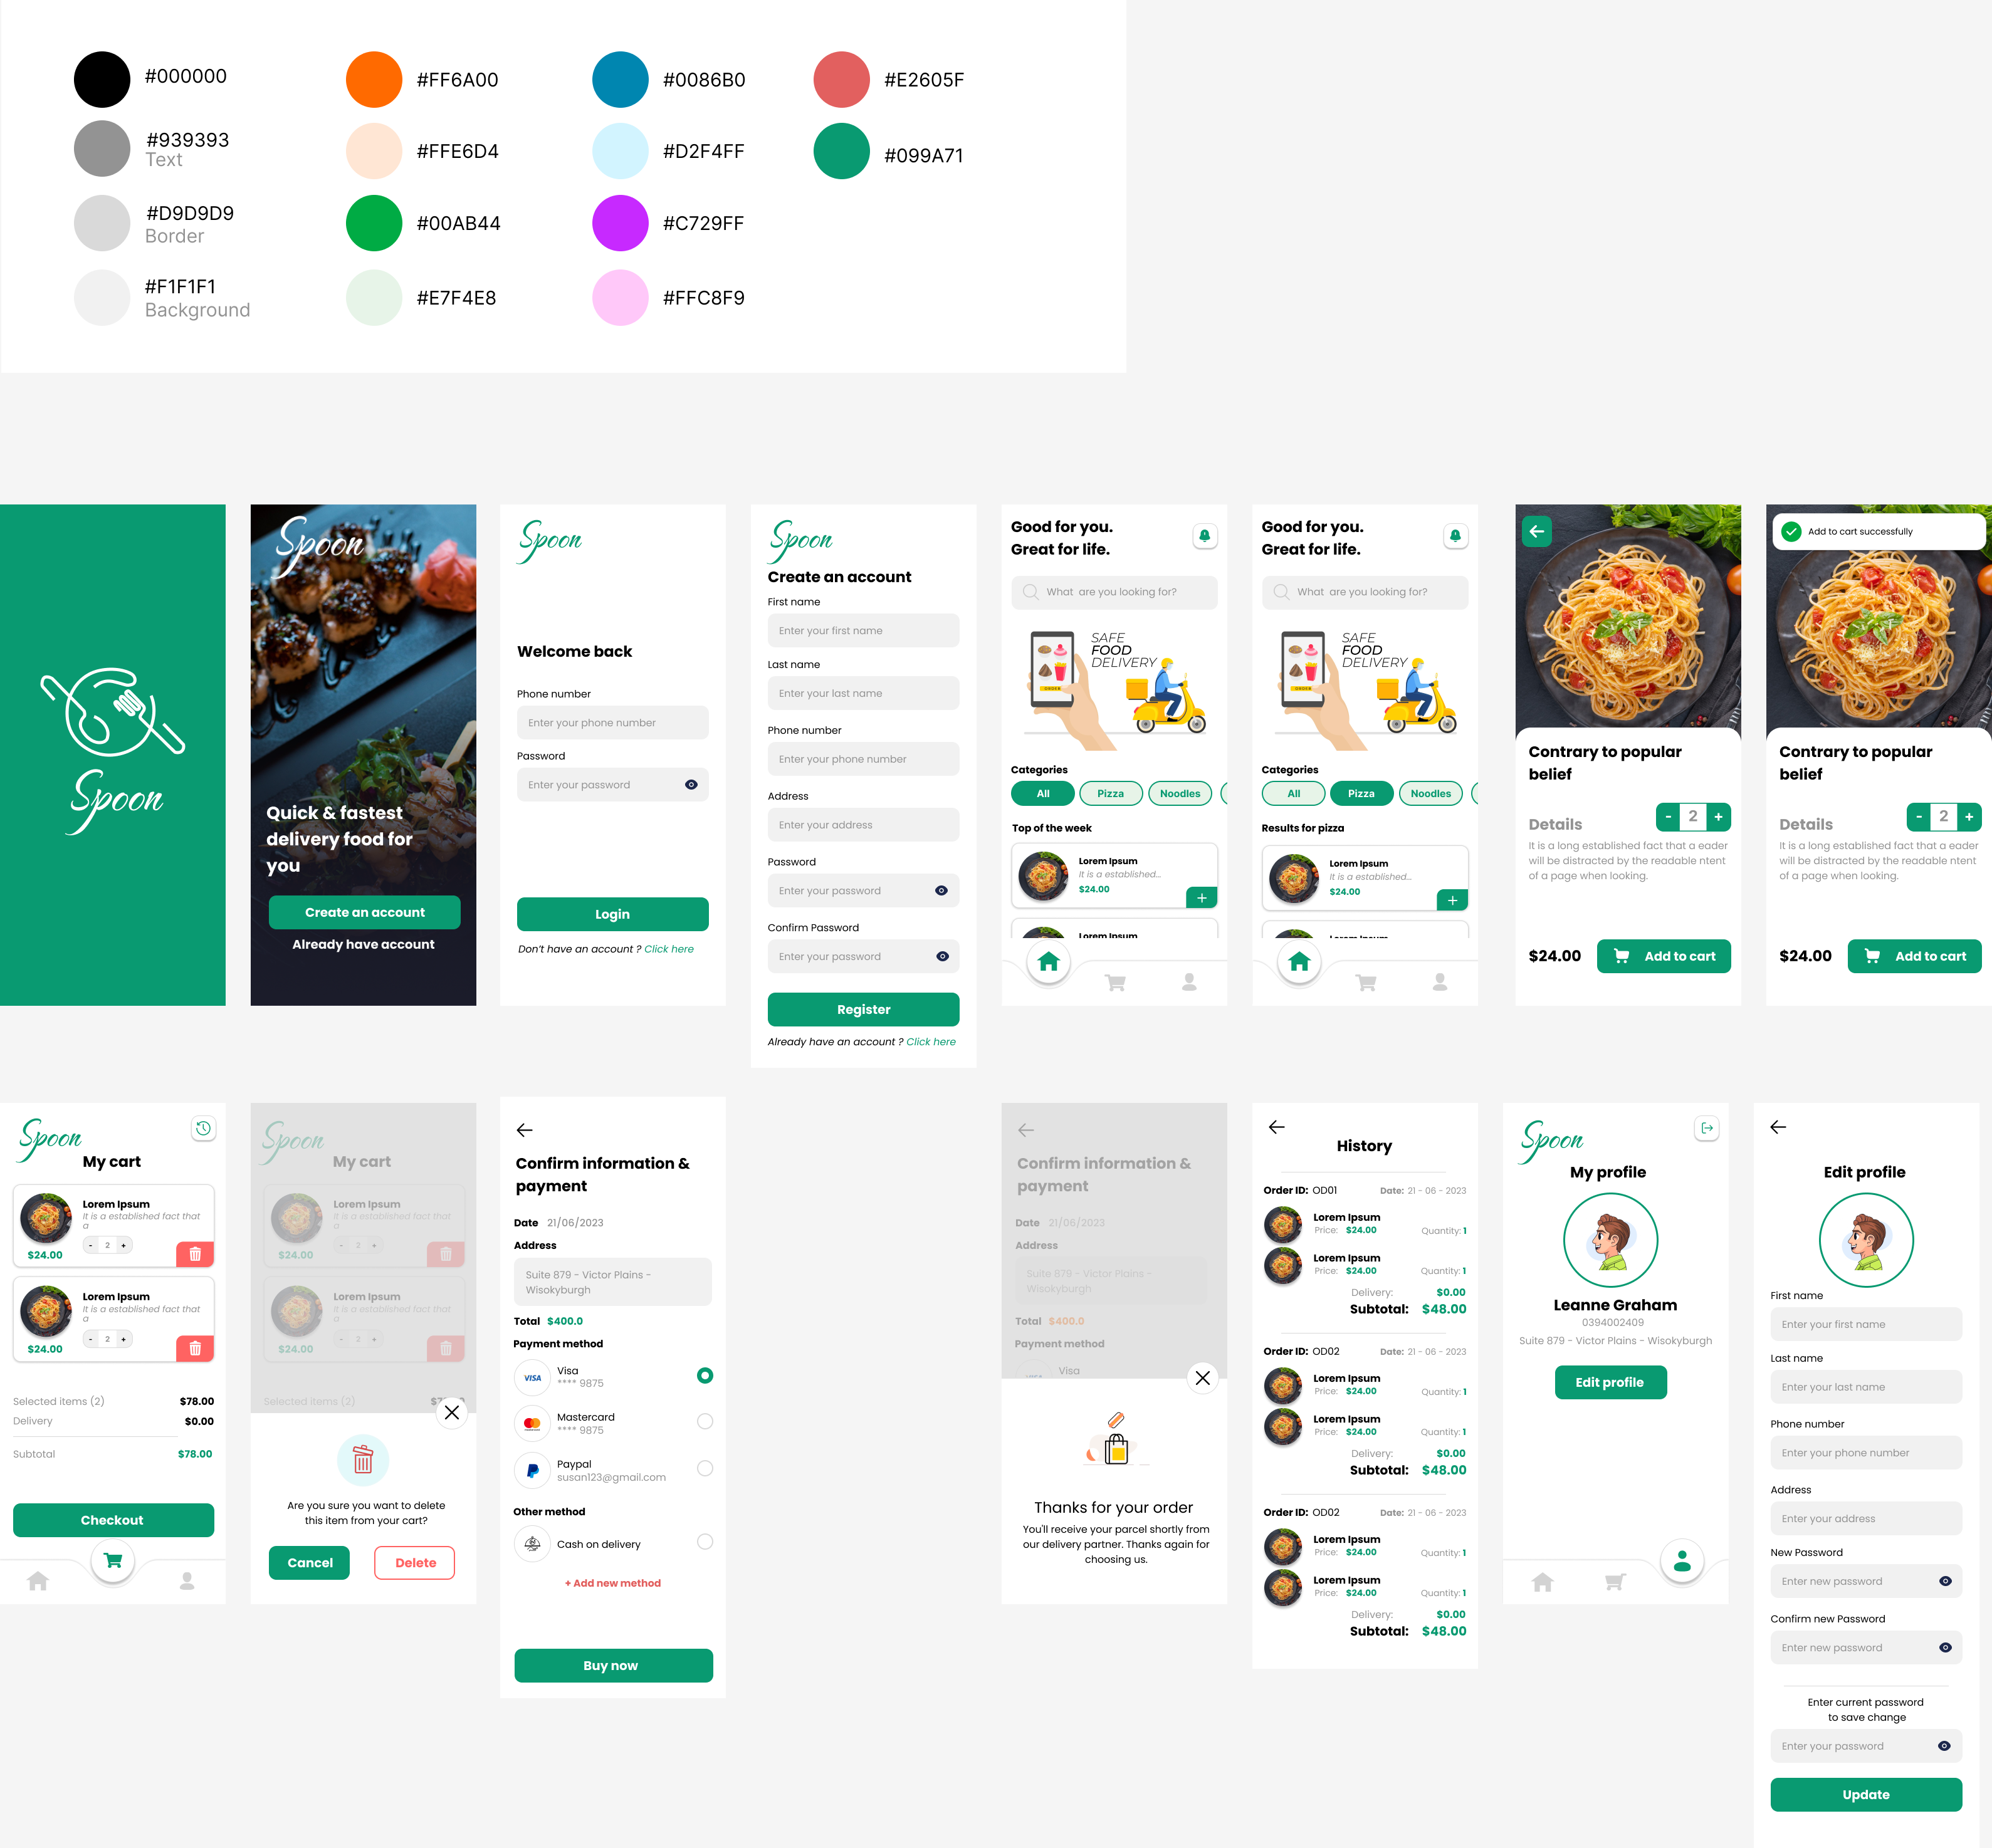 #000000
#939393
Text
#D9D9D9
Border
#F1F1F1
Background
#FF6A00
#FFE6D4
#00AB44
#E7F4E8
#0086B0
#D2F4FF
#C729FF
#FFC8F9
#E2605F
#099A71
Spoon
Spoon
Quick & fastest
delivery food for
you
Create an account
Already have account
Spoon
Welcome back
Phone number
Enter your phone number
Password
Enter your password
Login
Don't have an account ? Click here
Spoon
Create an account
First name
Enter your first name
Last name
Enter your last name
Phone number
Enter your phone number
Address
Enter your address
Password
Enter your password
Confirm Password
Enter your password
Register
Already have an account ? Click here
Good for you.
Great for life.
What are you looking for?
SAFE
FOOD
DELIVERY
ORDER
Categories
All Pizza Noodles
Top of the week
Lorem Ipsum
It is a established...
$24.00
+
Lorem Ipsum
Good for you.
Great for life.
What are you looking for?
SAFE
FOOD
DELIVERY
ORDER
Categories
All Pizza Noodles
Results for pizza
Lorem Ipsum
It is a established...
$24.00
+
Lorem Ipsum
Contrary to popular
belief
Details - 2 +
It is a long established fact that a eader
will be distracted by the readable ntent
of a page when looking.
$24.00 Add to cart
Add to cart successfully
Contrary to popular
belief
Details - 2 +
It is a long established fact that a eader
will be distracted by the readable ntent
of a page when looking.
$24.00 Add to cart
Spoon
My cart
Lorem Ipsum
It is a established fact that
a
- 2 +
$24.00
Lorem Ipsum
It is a established fact that
a
- 2 +
$24.00
Selected items (2) $78.00
Delivery $0.00
Subtotal $78.00
Checkout
Spoon
My cart
Lorem Ipsum
It is a established fact that
a
- 2 +
$24.00
Lorem Ipsum
It is a established fact that
a
- 2 +
$24.00
Selected items (2)
Are you sure you want to delete
this item from your cart?
Cancel Delete
Confirm information &
payment
Date 21/06/2023
Address
Suite 879 - Victor Plains -
Wisokyburgh
Total $400.0
Payment method
VISA
Visa
**** 9875
Mastercard
**** 9875
Paypal
susan123@gmail.com
Other method
Cash on delivery
+ Add new method
Buy now
Confirm information &
payment
Date 21/06/2023
Address
Suite 879 - Victor Plains -
Wisokyburgh
Total $400.0
Payment method
Visa
Thanks for your order
You'll receive your parcel shortly from
our delivery partner. Thanks again for
choosing us.
History
Order ID: OD01 Date: 21 - 06 - 2023
Lorem Ipsum
Price: $24.00 Quantity: 1
Lorem Ipsum
Price: $24.00 Quantity: 1
Delivery: $0.00
Subtotal: $48.00
Order ID: OD02 Date: 21 - 06 - 2023
Lorem Ipsum
Price: $24.00 Quantity: 1
Lorem Ipsum
Price: $24.00 Quantity: 1
Delivery: $0.00
Subtotal: $48.00
Order ID: OD02 Date: 21 - 06 - 2023
Lorem Ipsum
Price: $24.00 Quantity: 1
Lorem Ipsum
Price: $24.00 Quantity: 1
Delivery: $0.00
Subtotal: $48.00
Spoon
My profile
Leanne Graham
0394002409
Suite 879 - Victor Plains - Wisokyburgh
Edit profile
Edit profile
First name
Enter your first name
Last name
Enter your last name
Phone number
Enter your phone number
Address
Enter your address
New Password
Enter new password
Confirm new Password
Enter new password
Enter current password
to save change
Enter your password
Update